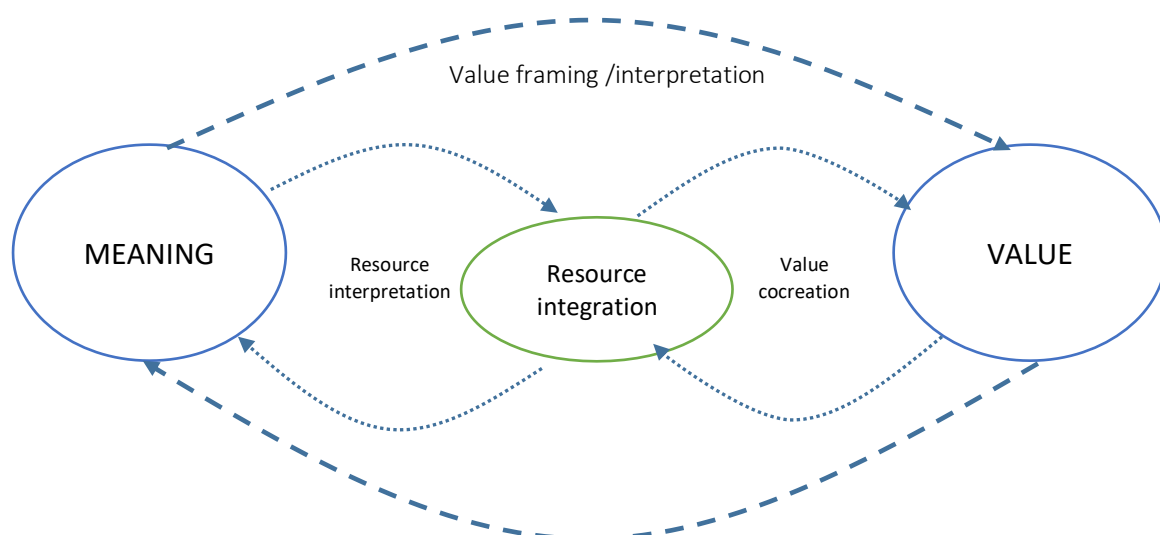 Value framing /interpretation
MEANING
Resource
interpretation
Resource
integration
Value
cocreation
VALUE